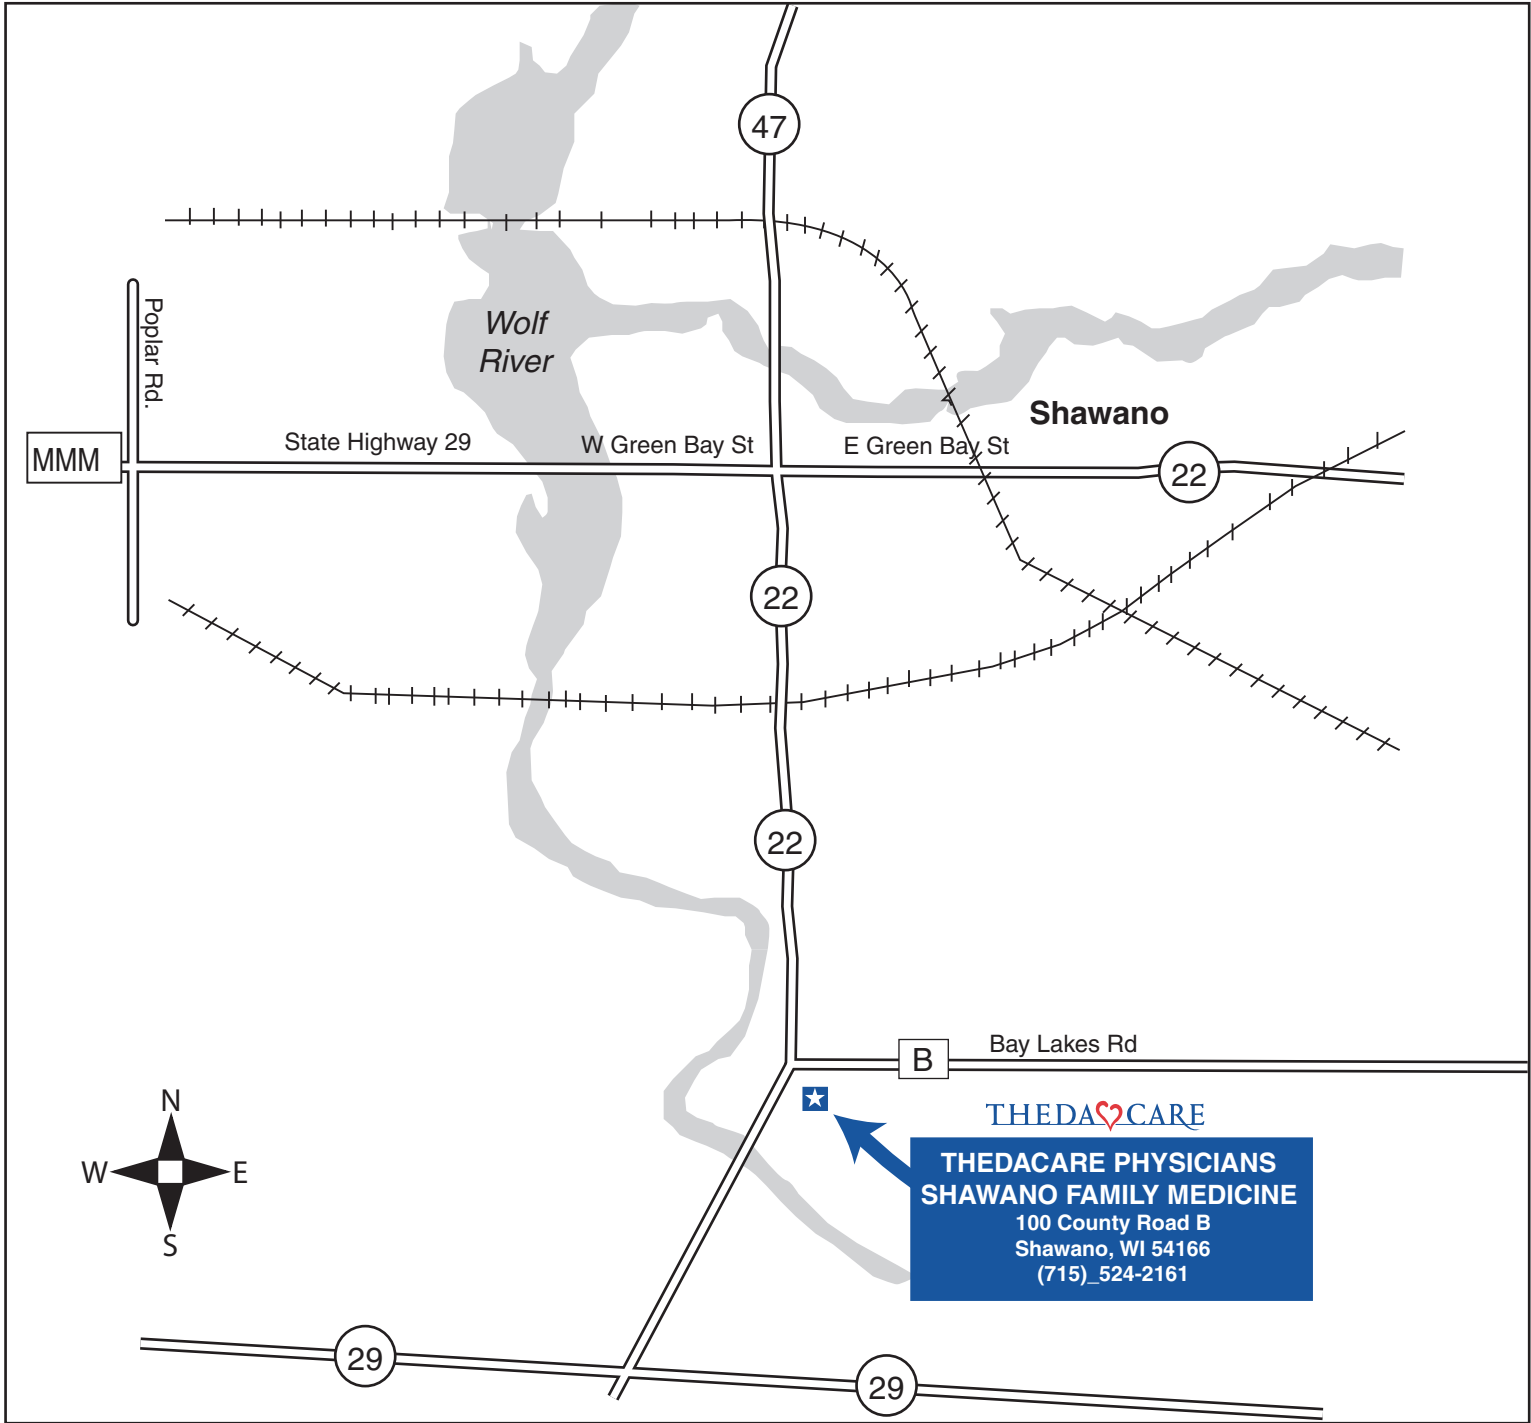 47
Poplar Rd.
Wolf
River
Shawano
MMM
State Highway 29
W Green Bay St
E Green Bay St
22
22
22
B
Bay Lakes Rd
N
W
E
S
THEDA CARE
THEDACARE PHYSICIANS
SHAWANO FAMILY MEDICINE
100 County Road B
Shawano, WI 54166
(715)_524-2161
29
29